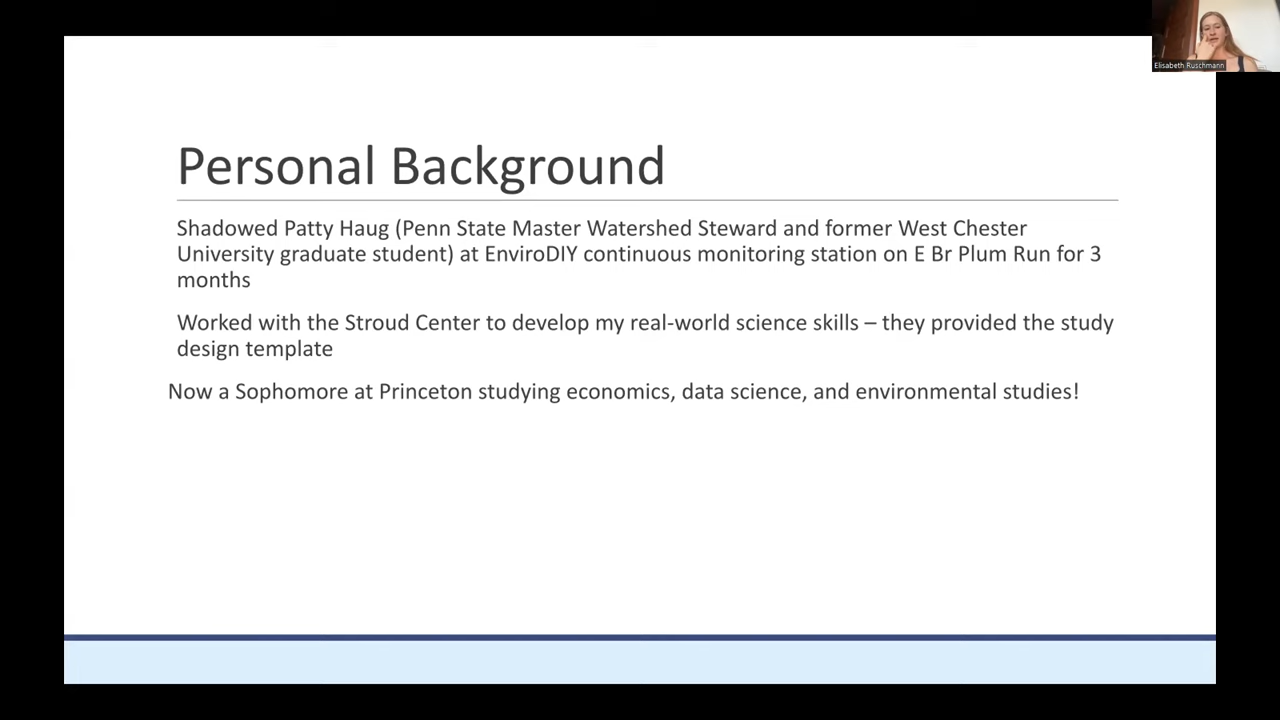 Elisabeth Ruschmann
Personal Background
Shadowed Patty Haug (Penn State Master Watershed Steward and former West Chester
University graduate student) at EnviroDIY continuous monitoring station on E Br Plum Run for 3
months
Worked with the Stroud Center to develop my real-world science skills – they provided the study
design template
Now a Sophomore at Princeton studying economics, data science, and environmental studies!